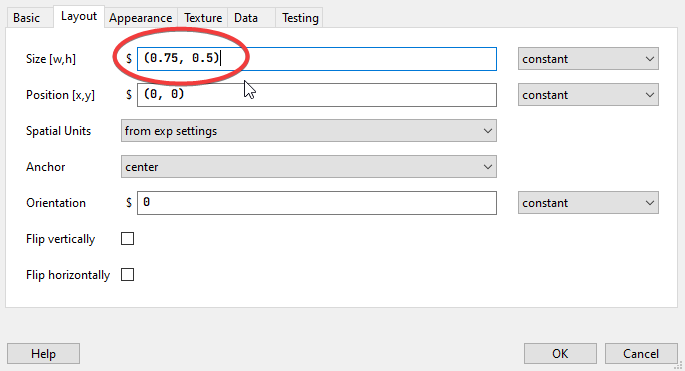 Basic Layout Appearance Texture Data Testing
Size [w,h] $ (0.75, 0.5) constant
Position [x,y] $ (0, 0) constant
Spatial Units from exp settings
Anchor center
Orientation $ 0 constant
Flip vertically
Flip horizontally
Help OK Cancel